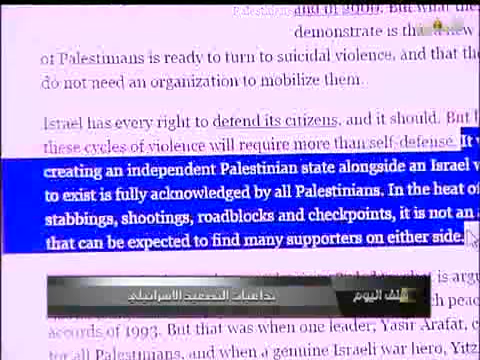 and in 2000. But what the
demonstrate is that a new
of Palestinians is ready to turn to suicidal violence, and that the
do not need an organization to mobilize them.
Israel has every right to defend its citizens, and it should. But
these cycles of violence will require more than self-defense. It
creating an independent Palestinian state alongside an Israel
to exist is fully acknowledged by all Palestinians. In the heat of
stabbings, shootings, roadblocks and checkpoints, it is not an
that can be expected to find many supporters on either side.
ملف اليوم
تداعيات التصعيد الاسرائيلي
that is
peac
accords of 1993. But that was when one leader, Yasir Arafat, c
for all Palestinians, and when a genuine Israeli war hero, Yitz